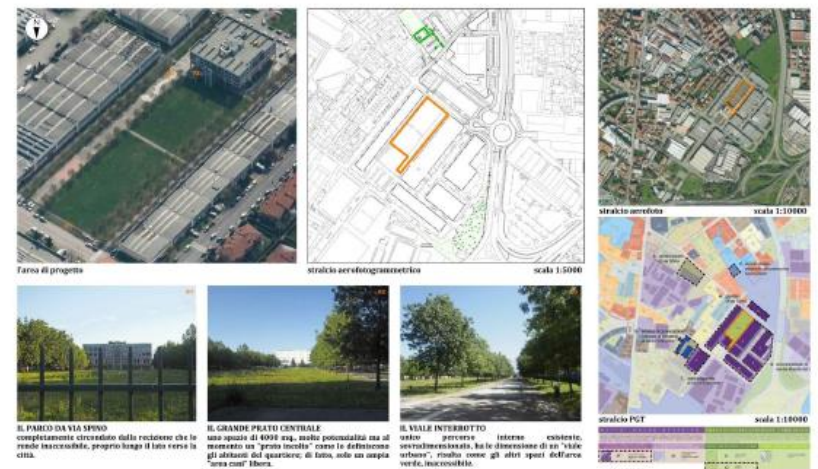 N
l'area di progetto
stralcio aerofotogrammetrico
scala 1:5000
stralcio aerofoto
scala 1:10000
stralcio PGT
scala 1:10000
IL PARCO DA VIA SPINO
completamente circondato dalla recinzione che lo
rende inaccessibile, proprio lungo il lato verso la
città.
IL GRANDE PRATO CENTRALE
uno spazio di 4000 mq., molte potenzialità ma al
momento un "prato incolto" come lo definiscono
gli abitanti del quartiere; di fatto, solo un ampia
"area cani" libera.
IL VIALE INTERROTTO
unico percorso interno esistente,
sovradimensionato, ha le dimensione di un "viale
urbano", risulta come gli altri spazi dell'area
verde, inaccessibile.